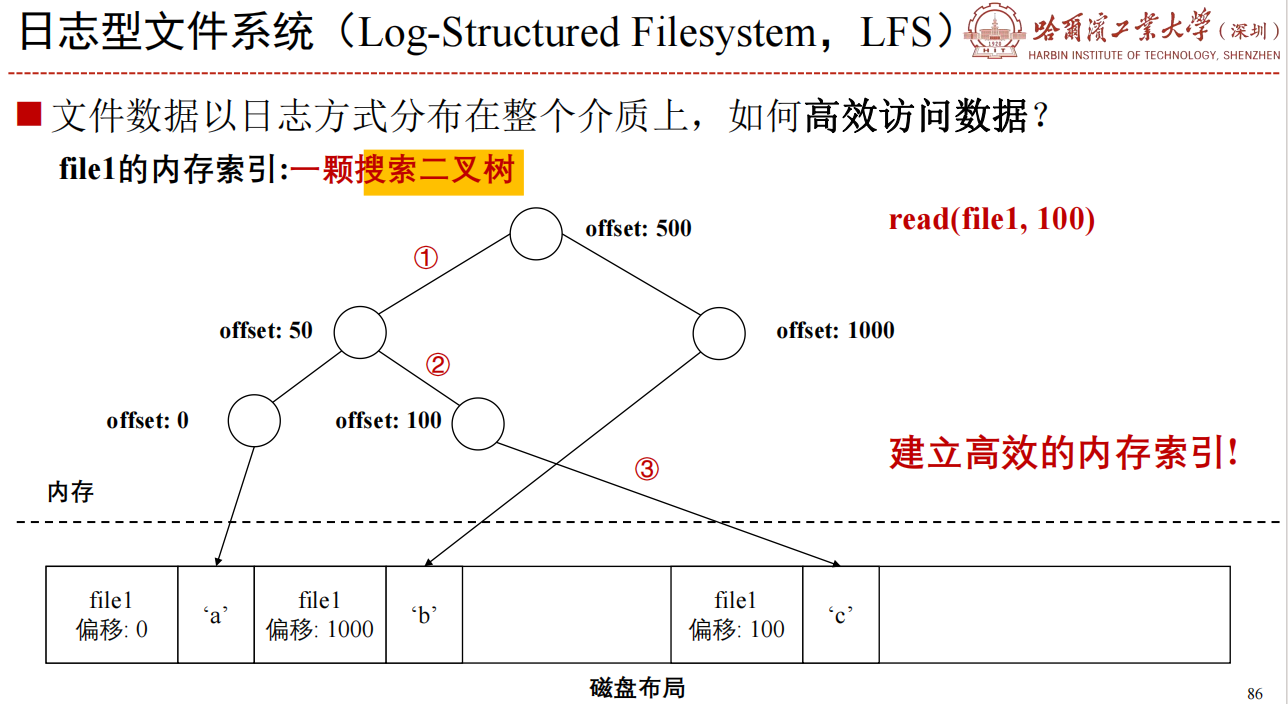 日志型文件系统（Log-Structured Filesystem，LFS）
哈尔滨工业大学(深圳)
HARBIN INSTITUTE OF TECHNOLOGY, SHENZHEN
1920
HIT
文件数据以日志方式分布在整个介质上，如何高效访问数据？
file1的内存索引:一颗搜索二叉树
read(file1, 100)
offset: 500
①
offset: 50
offset: 1000
②
offset: 0
offset: 100
建立高效的内存索引!
③
内存
file1
偏移: 0
‘a’
file1
偏移: 1000
‘b’
file1
偏移: 100
‘c’
磁盘布局
86